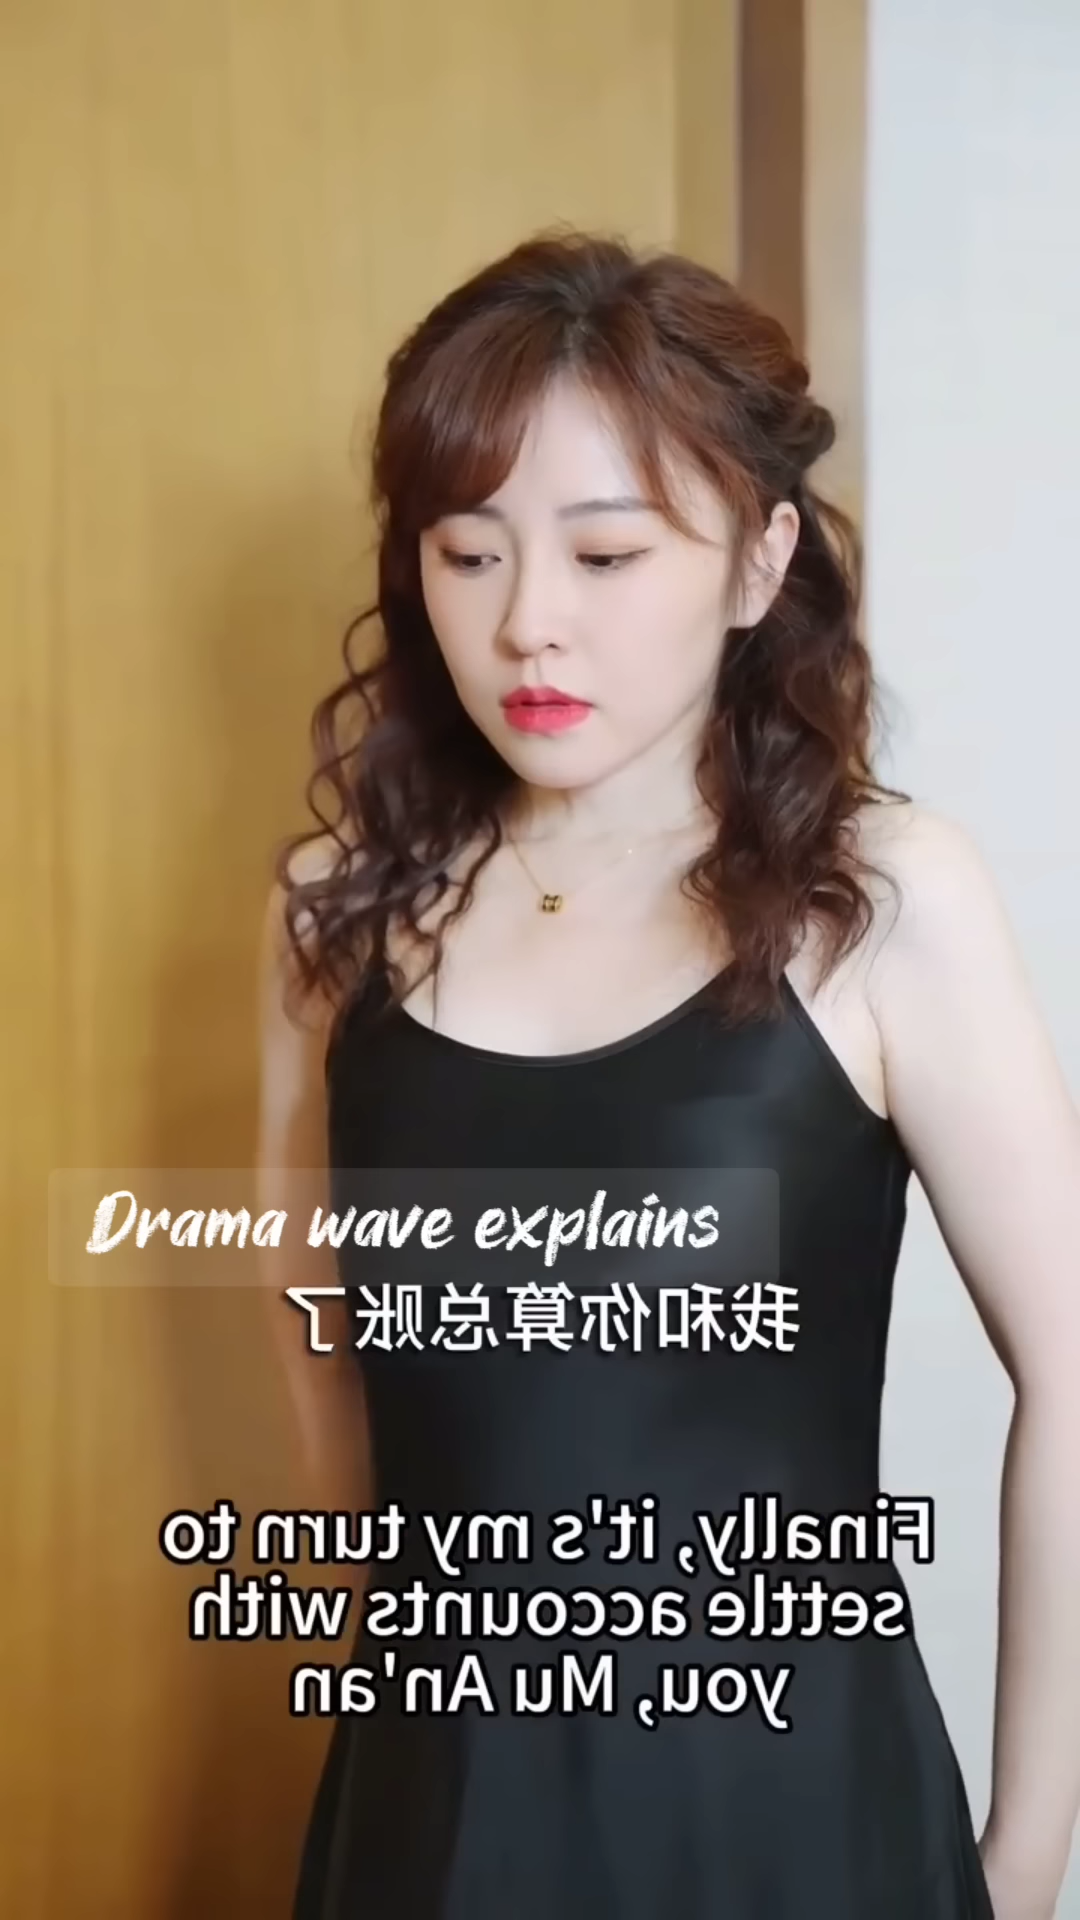 Drama wave explains
我和你算总账了
Finally, it's my turn to
settle accounts with
you, Mu An'an